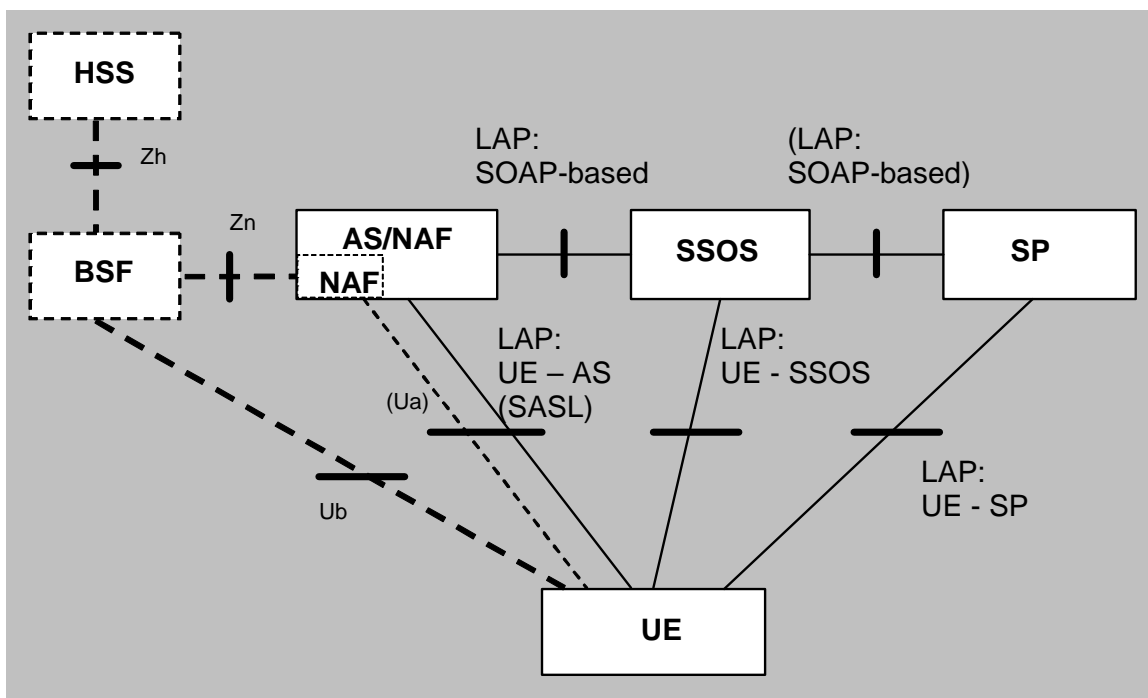 HSS
Zh
LAP:
SOAP-based
(LAP:
SOAP-based)
Zn
AS/NAF
NAF
BSF
SSOS
SP
LAP:
UE – AS
(SASL)
LAP:
UE - SSOS
(Ua)
LAP:
UE - SP
Ub
UE